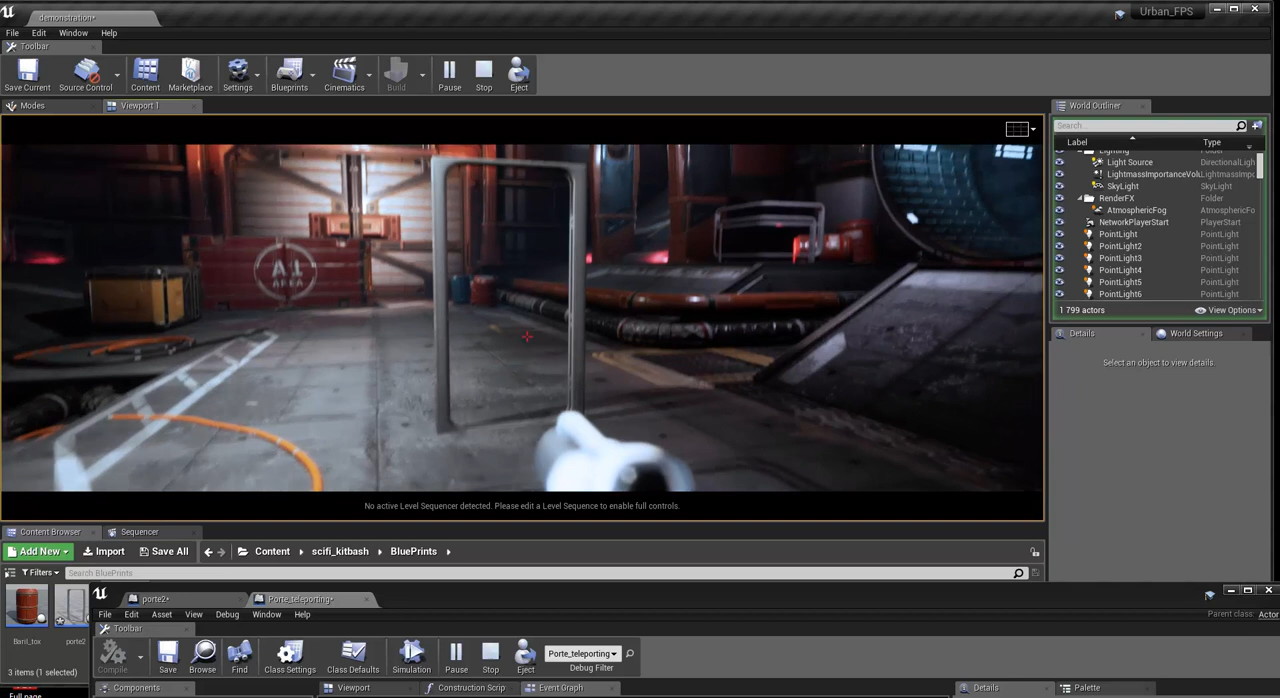 demonstration*
Urban_FPS
File Edit Window Help
Toolbar
Save Current Source Control Content Marketplace Settings Blueprints Cinematics Build Pause Stop Eject
Modes Viewport 1
World Outliner
Search...
Label Type
Lighting Folder
Light Source DirectionalLigh
LightmassImportanceVolu LightmassImpo
SkyLight SkyLight
RenderFX Folder
AtmosphericFog AtmosphericFo
NetworkPlayerStart PlayerStart
PointLight PointLight
PointLight2 PointLight
PointLight3 PointLight
PointLight4 PointLight
PointLight5 PointLight
PointLight6 PointLight
1 799 actors View Options
Details World Settings
Select an object to view details.
AREA
No active Level Sequencer detected. Please edit a Level Sequence to enable full controls.
Content Browser Sequencer
Add New Import Save All Content scifi_kitbash BluePrints
Filters Search BluePrints
Baril_tox porte2
3 items (1 selected)
Full page
porte2* Porte_teleporting*
File Edit Asset View Debug Window Help
Parent class: Actor
Toolbar
Compile Save Browse Find Class Settings Class Defaults Simulation Pause Stop Eject Porte_teleporting
Debug Filter
Components Viewport Construction Scrip Event Graph Details Palette